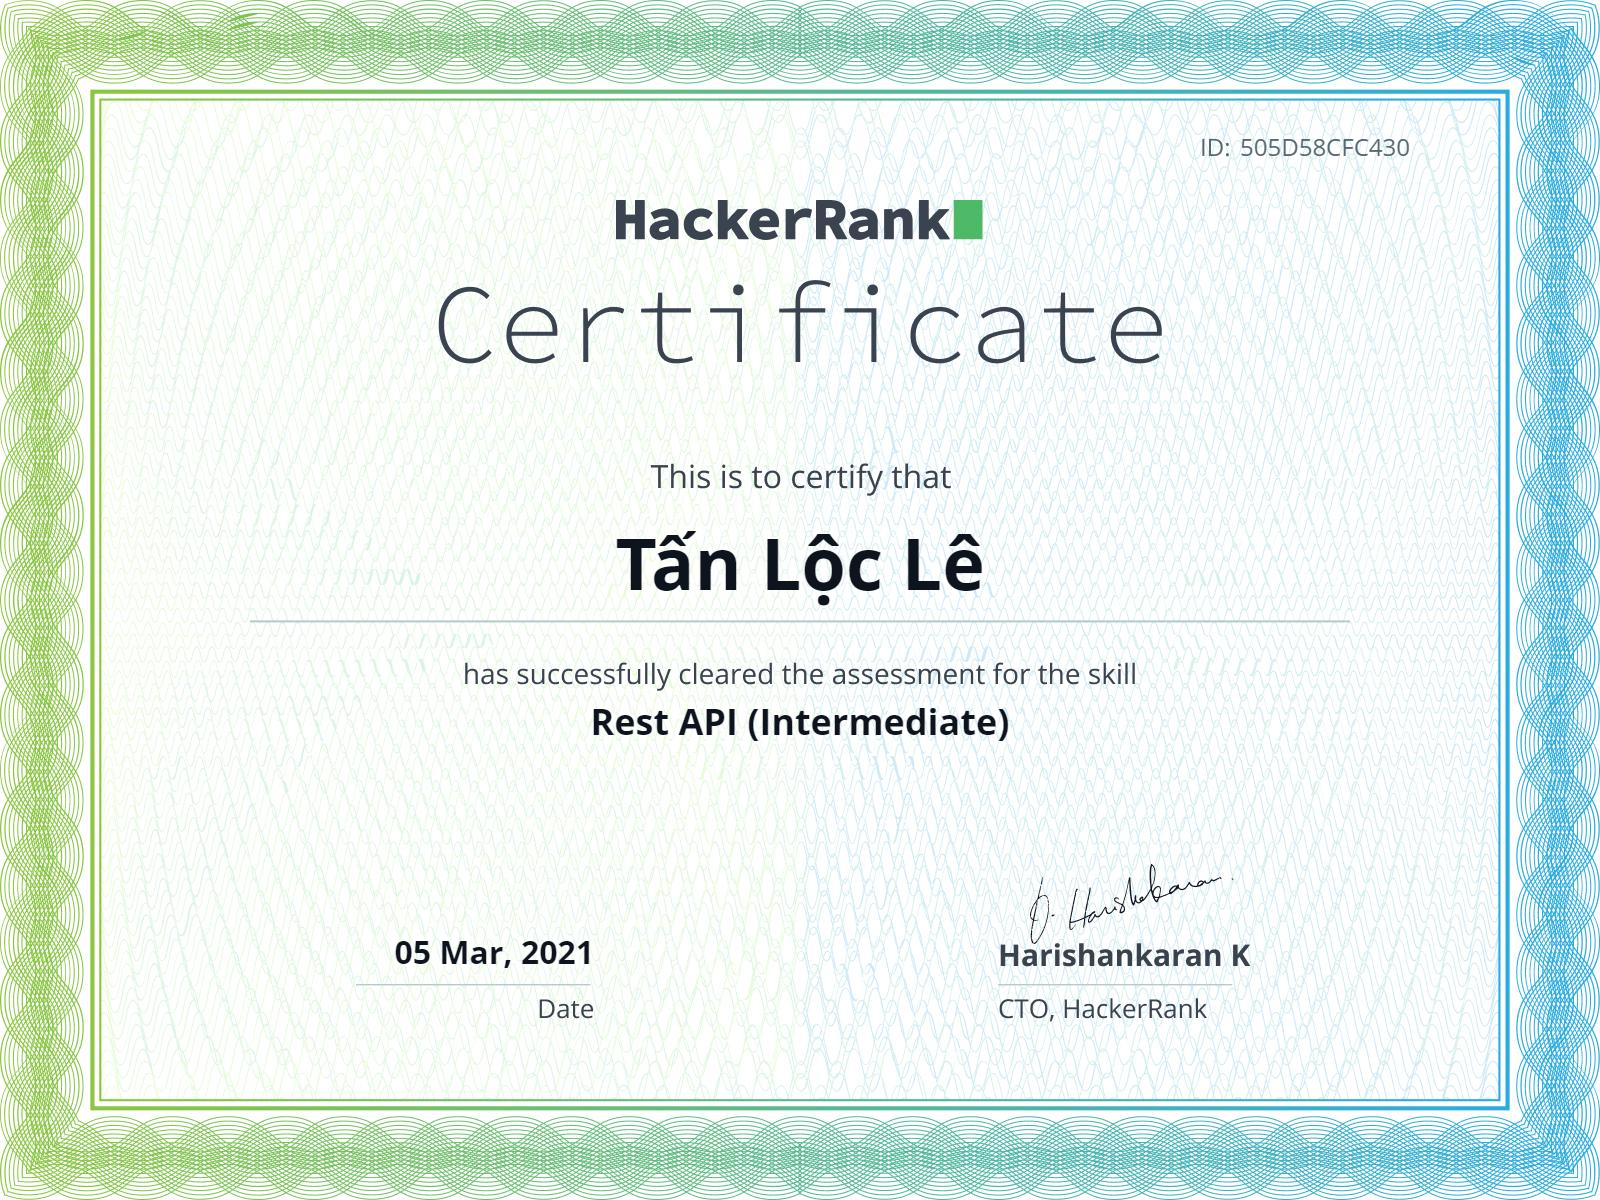 ID: 505D58CFC430
HackerRank
Certificate
This is to certify that
Tấn Lộc Lê
has successfully cleared the assessment for the skill
Rest API (Intermediate)
J. Harishankaran
05 Mar, 2021
Harishankaran K
Date
CTO, HackerRank